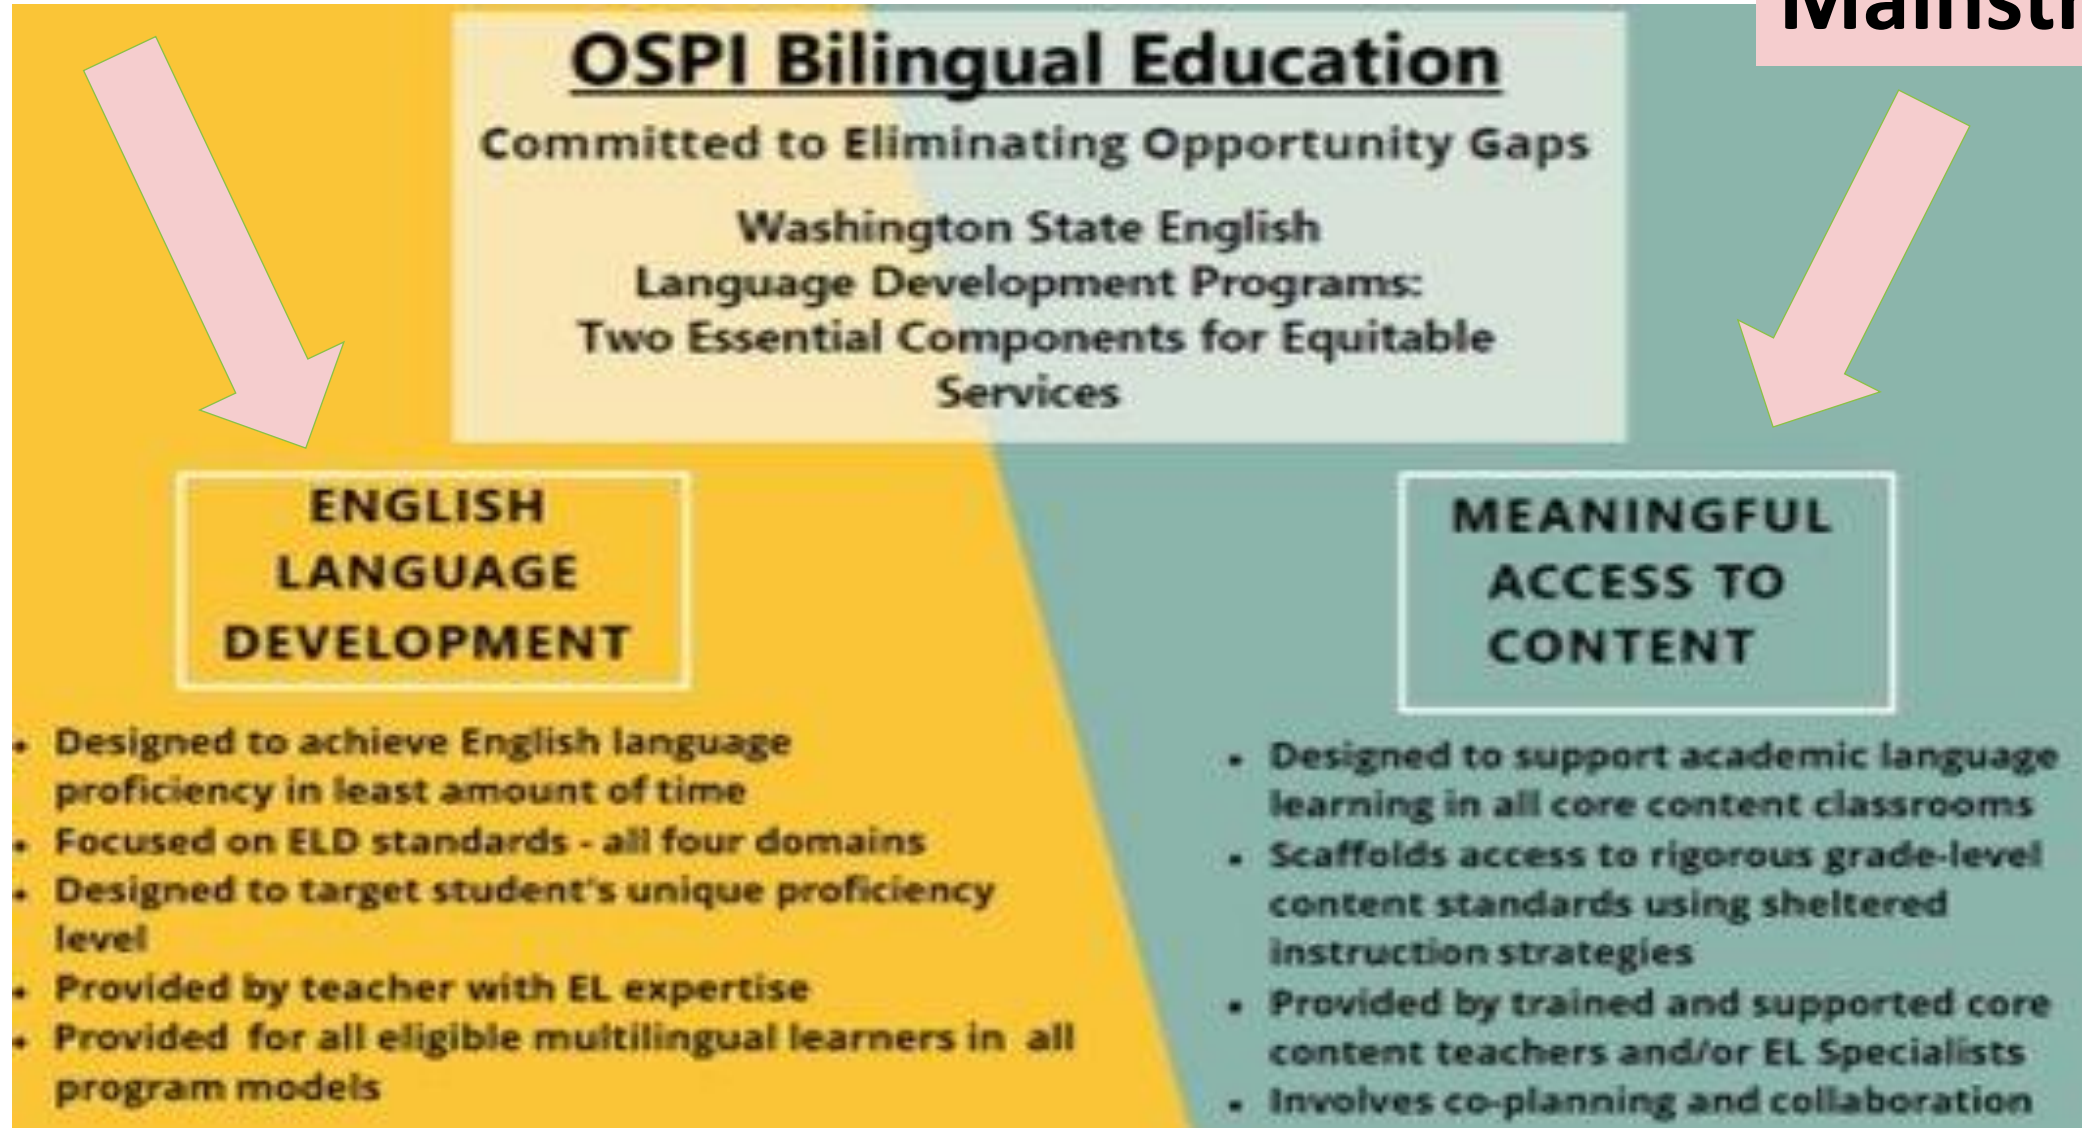 OSPI Bilingual Education
Committed to Eliminating Opportunity Gaps
Washington State English
Language Development Programs:
Two Essential Components for Equitable
Services
ENGLISH
LANGUAGE
DEVELOPMENT
• Designed to achieve English language
proficiency in least amount of time
• Focused on ELD standards - all four domains
• Designed to target student's unique proficiency
level
• Provided by teacher with EL expertise
• Provided for all eligible multilingual learners in all
program models
MEANINGFUL
ACCESS TO
CONTENT
• Designed to support academic language
learning in all core content classrooms
• Scaffolds access to rigorous grade-level
content standards using sheltered
instruction strategies
• Provided by trained and supported core
content teachers and/or EL Specialists
• Involves co-planning and collaboration